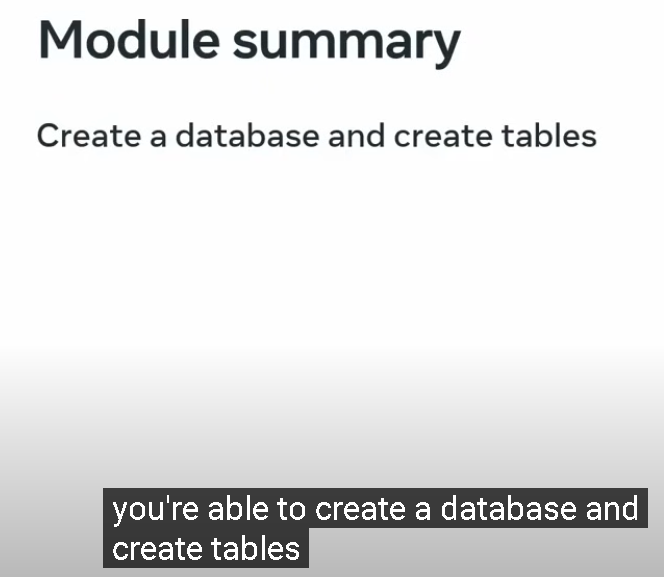 Module summary
Create a database and create tables
you're able to create a database and
create tables